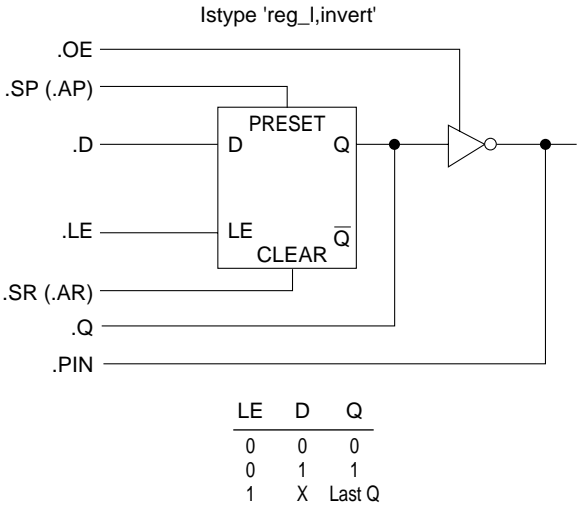 Istype 'reg_l,invert'
.OE
.SP (.AP)
PRESET
.D
D
Q
.LE
LE
Q̅
CLEAR
.SR (.AR)
.Q
.PIN
LE D Q
0 0 0
0 1 1
1 X Last Q